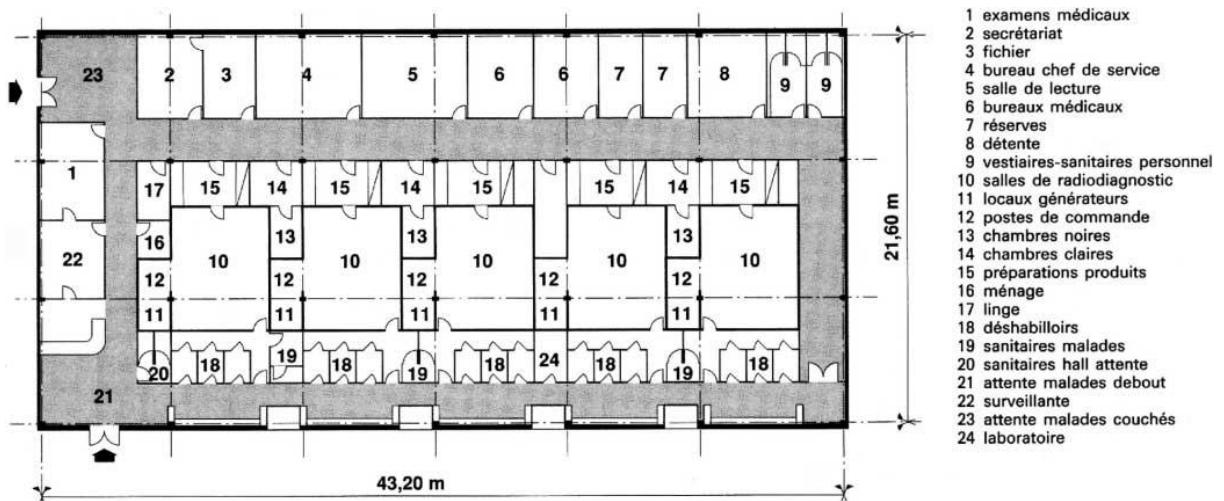 23 2 3 4 5 6 6 7 7 8 9 9
1
17 15 14 15 14 15 14 15 15
16 13 13 13
22 10 10 10 10 10
12 12 12 12 12
11 11 11 11 11
20 18 19 18 19 18 24 18 19 18
21
43,20 m
21,60 m
1 examens médicaux
2 secrétariat
3 fichier
4 bureau chef de service
5 salle de lecture
6 bureaux médicaux
7 réserves
8 détente
9 vestiaires-sanitaires personnel
10 salles de radiodiagnostic
11 locaux générateurs
12 postes de commande
13 chambres noires
14 chambres claires
15 préparations produits
16 ménage
17 linge
18 déshabilloirs
19 sanitaires malades
20 sanitaires hall attente
21 attente malades debout
22 surveillante
23 attente malades couchés
24 laboratoire